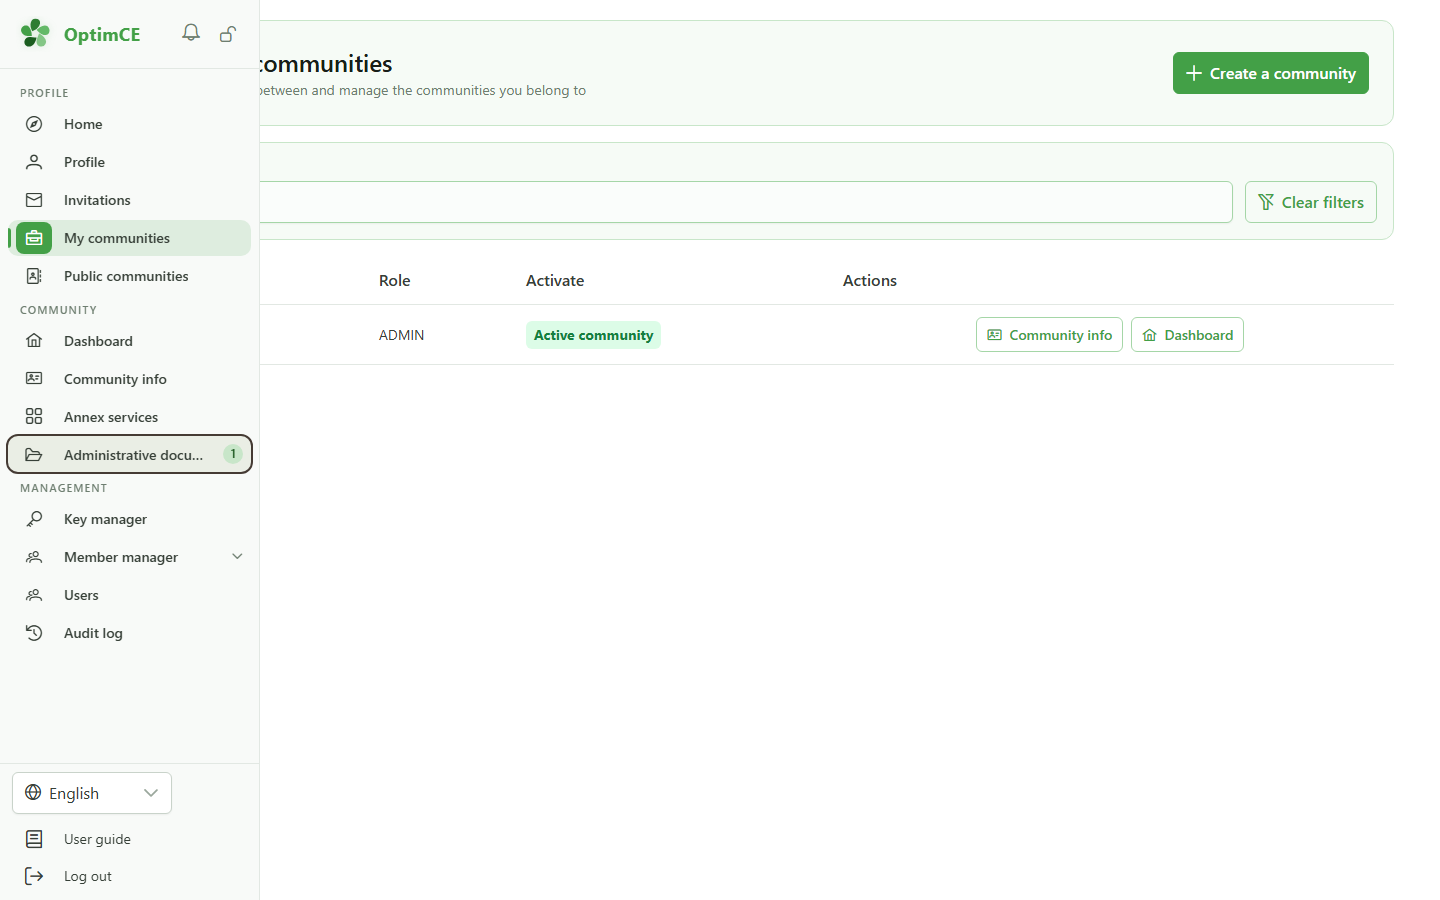 OptimCE
PROFILE
Home
Profile
Invitations
My communities
Public communities
COMMUNITY
Dashboard
Community info
Annex services
Administrative docu...
1
MANAGEMENT
Key manager
Member manager
Users
Audit log
English
User guide
Log out
communities
between and manage the communities you belong to
Create a community
Clear filters
Role Activate Actions
ADMIN Active community Community info Dashboard